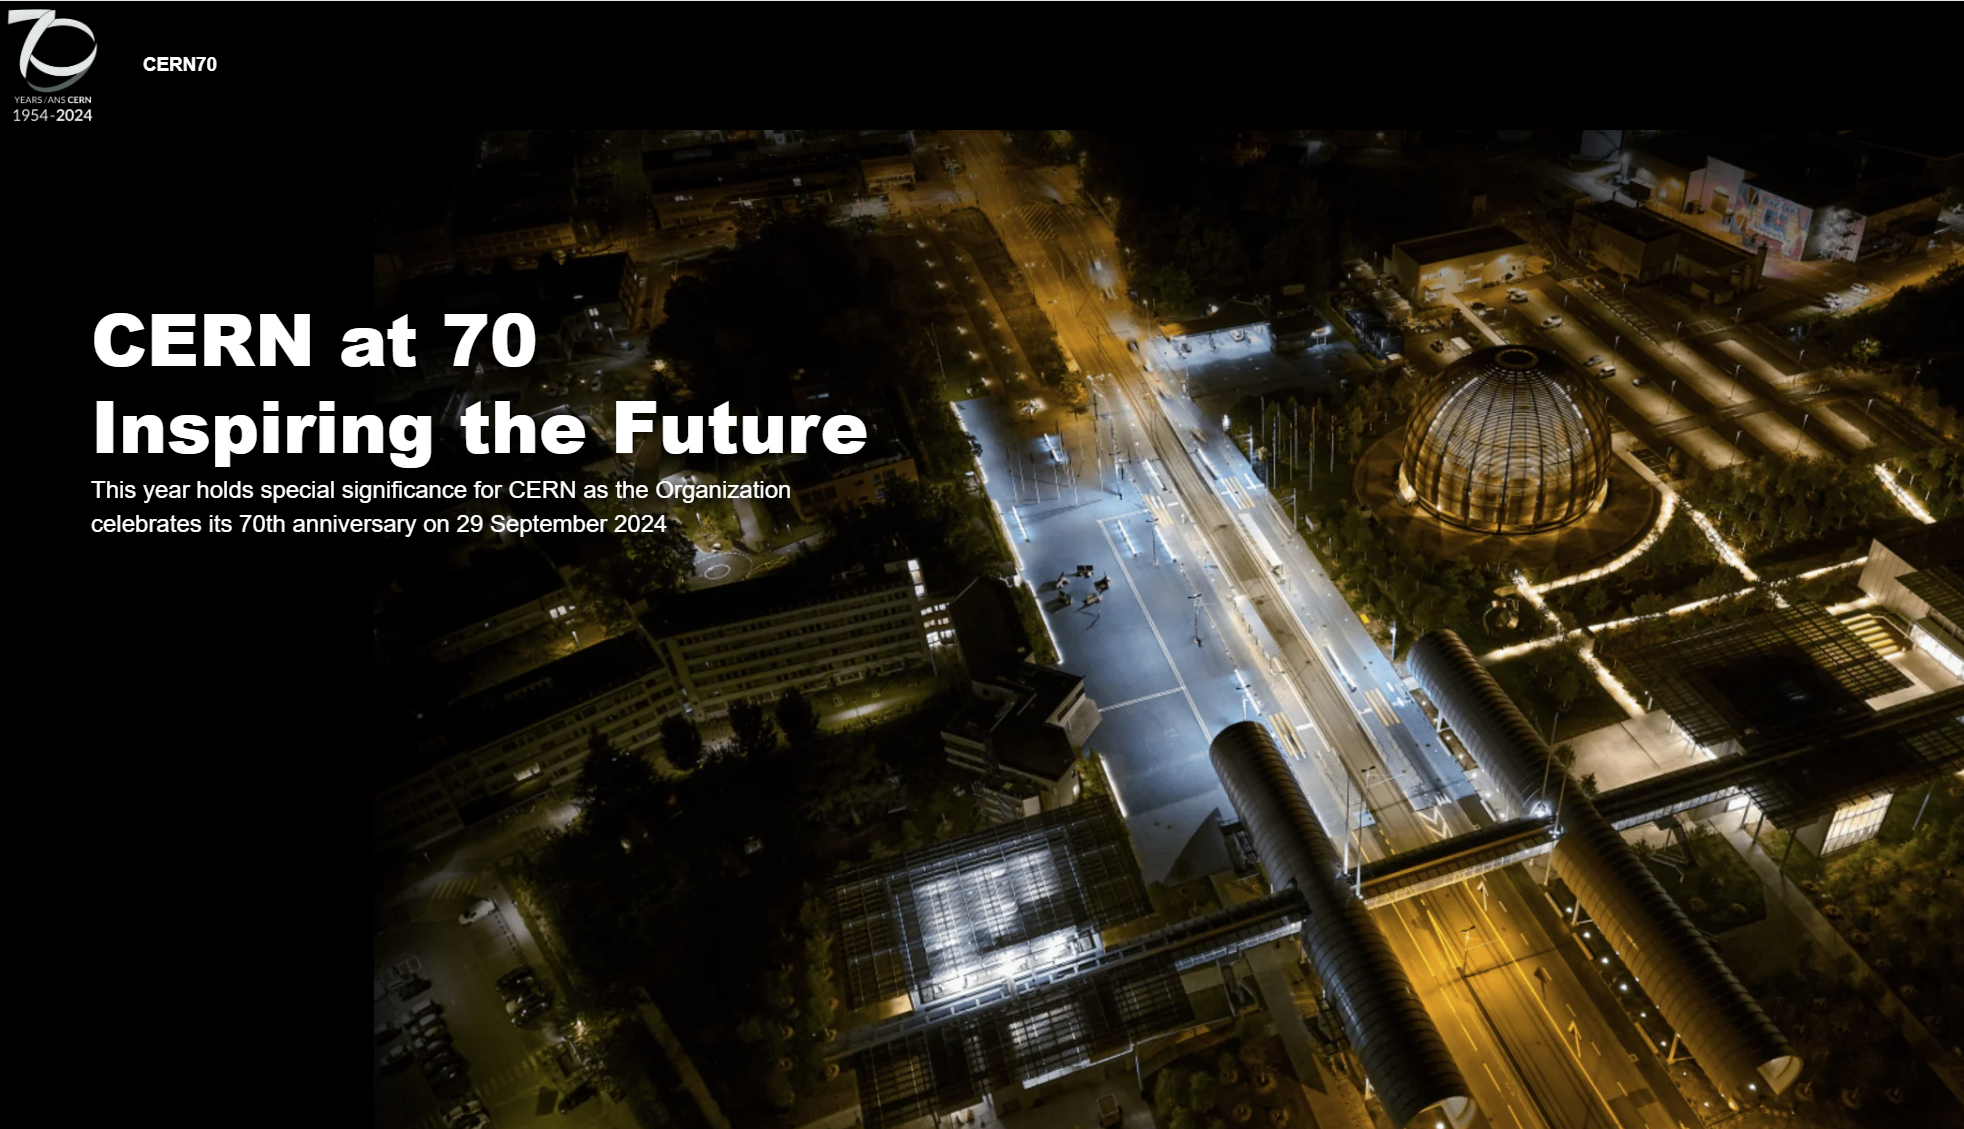 YEARS/ANS CERN
1954-2024
CERN70
CERN at 70
Inspiring the Future
This year holds special significance for CERN as the Organization
celebrates its 70th anniversary on 29 September 2024